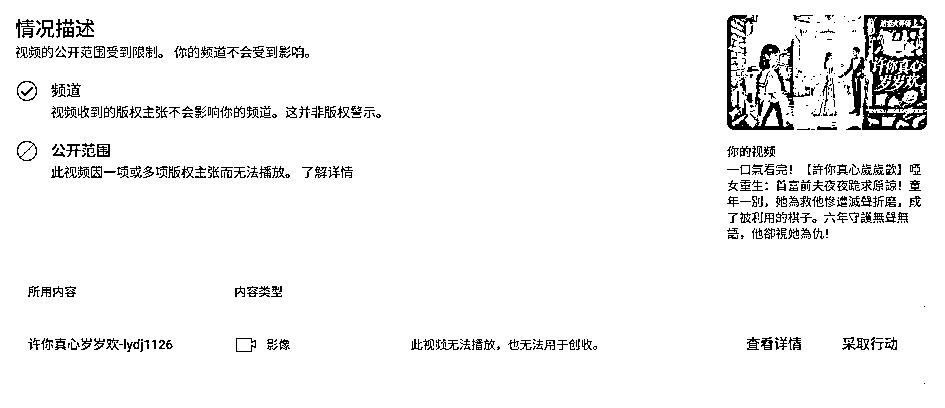 情况描述
视频的公开范围受到限制。 你的频道不会受到影响。
频道
视频收到的版权主张不会影响你的频道。这并非版权警示。
公开范围
此视频因一项或多项版权主张而无法播放。 了解详情
许你真心
岁岁欢
你的视频
一口氣看完！【許你真心歲歲歡】啞
女重生：首富前夫夜夜跪求原諒！童
年一別，她為救他慘遭滅聲折磨，成
了被利用的棋子。六年守護無聲無
語，他卻視她為仇！
所用内容 内容类型
许你真心岁岁欢-lydj1126 影像 此视频无法播放，也无法用于创收。 查看详情 采取行动